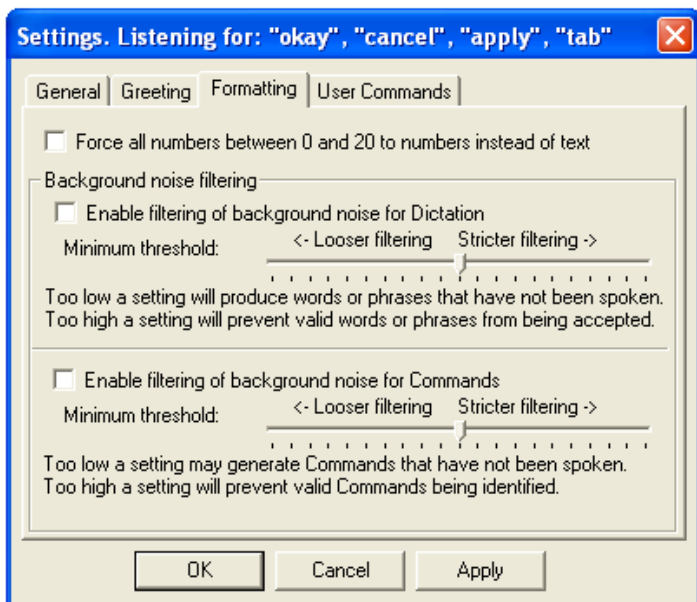 Settings. Listening for: "okay", "cancel", "apply", "tab"
General Greeting Formatting User Commands
Force all numbers between 0 and 20 to numbers instead of text
Background noise filtering
Enable filtering of background noise for Dictation
Minimum threshold: <- Looser filtering Stricter filtering ->
Too low a setting will produce words or phrases that have not been spoken.
Too high a setting will prevent valid words or phrases from being accepted.
Enable filtering of background noise for Commands
Minimum threshold: <- Looser filtering Stricter filtering ->
Too low a setting may generate Commands that have not been spoken.
Too high a setting will prevent valid Commands being identified.
OK Cancel Apply